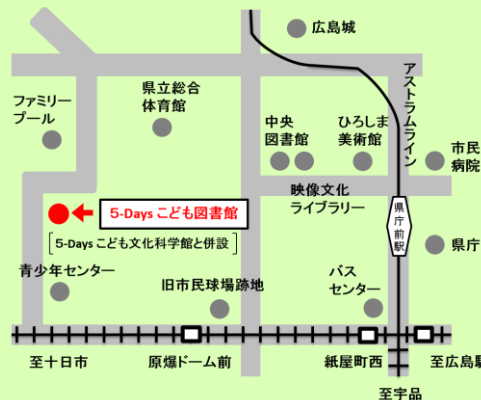 広島城
アストラムライン
ファミリー
プール
県立総合
体育館
中央
図書館
ひろしま
美術館
市民
病院
映像文化
ライブラリー
5-Days こども図書館
[5-Days こども文化科学館と併設]
県庁前駅
県庁
青少年センター
旧市民球場跡地
バス
センター
至十日市
原爆ドーム前
紙屋町西
至広島駅
至宇品